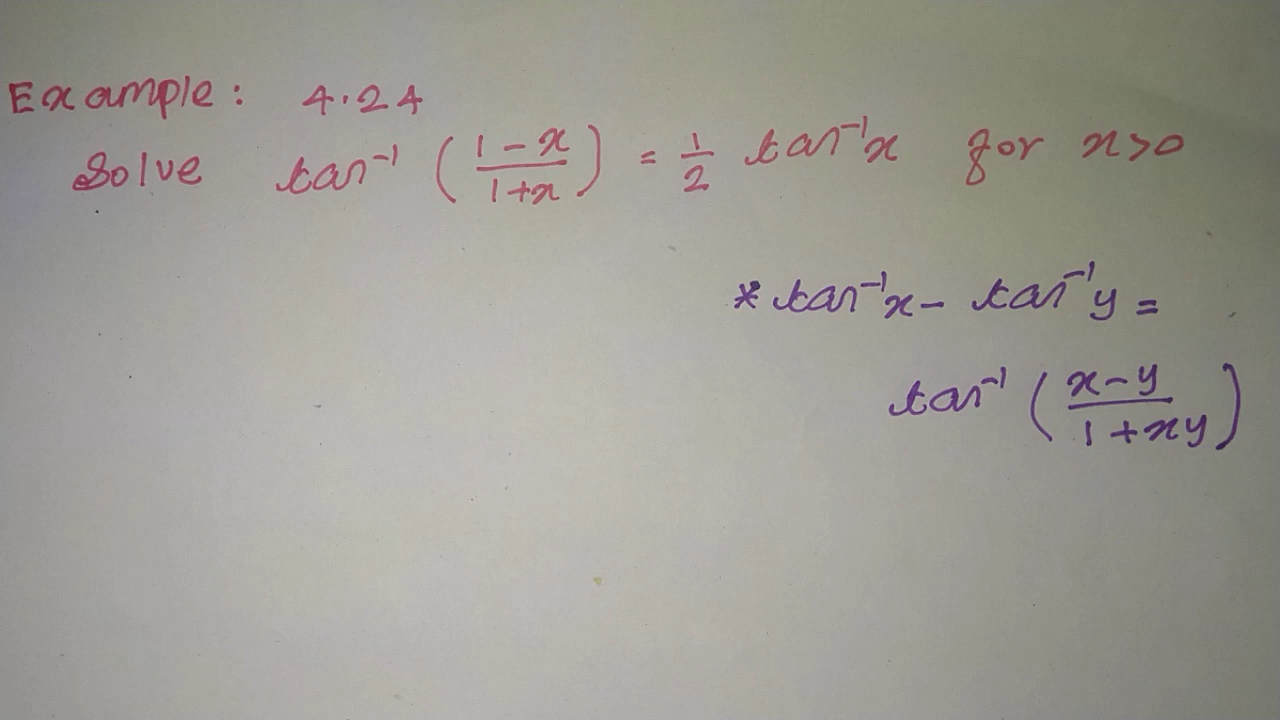 Example: 4.24
Solve tan⁻¹ ( (1-x)/(1+x) ) = 1/2 tan⁻¹x for x>0
* tan⁻¹x - tan⁻¹y =
tan⁻¹ ( (x-y)/(1+xy) )